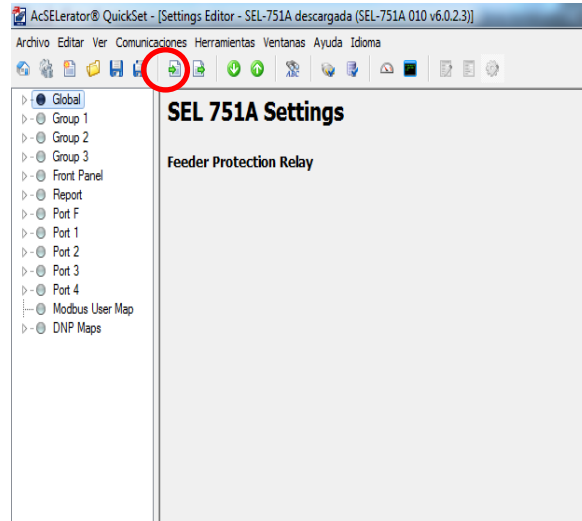 AcSELerator® QuickSet - [Settings Editor - SEL-751A descargada (SEL-751A 010 v6.0.2.3)]
Archivo Editar Ver Comunicaciones Herramientas Ventanas Ayuda Idioma
Global
Group 1
Group 2
Group 3
Front Panel
Report
Port F
Port 1
Port 2
Port 3
Port 4
Modbus User Map
DNP Maps
SEL 751A Settings
Feeder Protection Relay